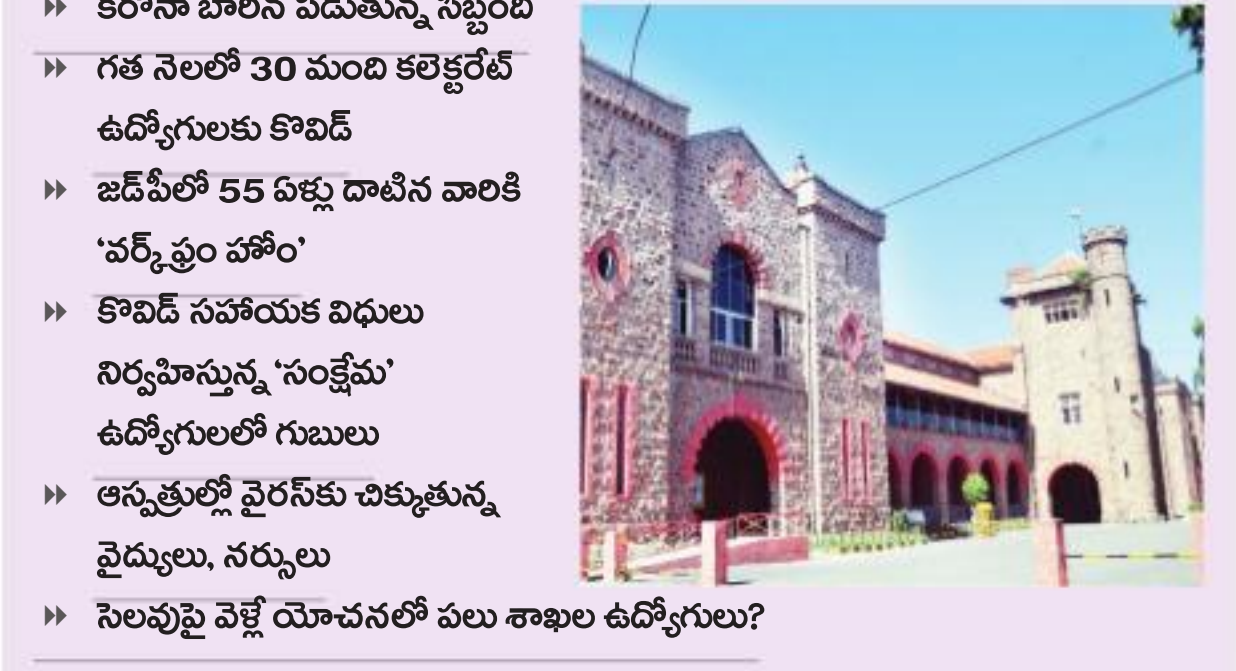 కరోనా బారిన పడుతున్న సిబ్బంది
గత నెలలో 30 మంది కలెక్టరేట్
ఉద్యోగులకు కొవిడ్
జడ్‌పీలో 55 ఏళ్లు దాటిన వారికి
‘వర్క్‌ ఫ్రం హోం’
కొవిడ్ సహాయక విధులు
నిర్వహిస్తున్న ‘సంక్షేమ’
ఉద్యోగులలో గుబులు
ఆస్పత్రుల్లో వైరస్‌కు చిక్కుతున్న
వైద్యులు, నర్సులు
సెలవుపై వెళ్లే యోచనలో పలు శాఖల ఉద్యోగులు?